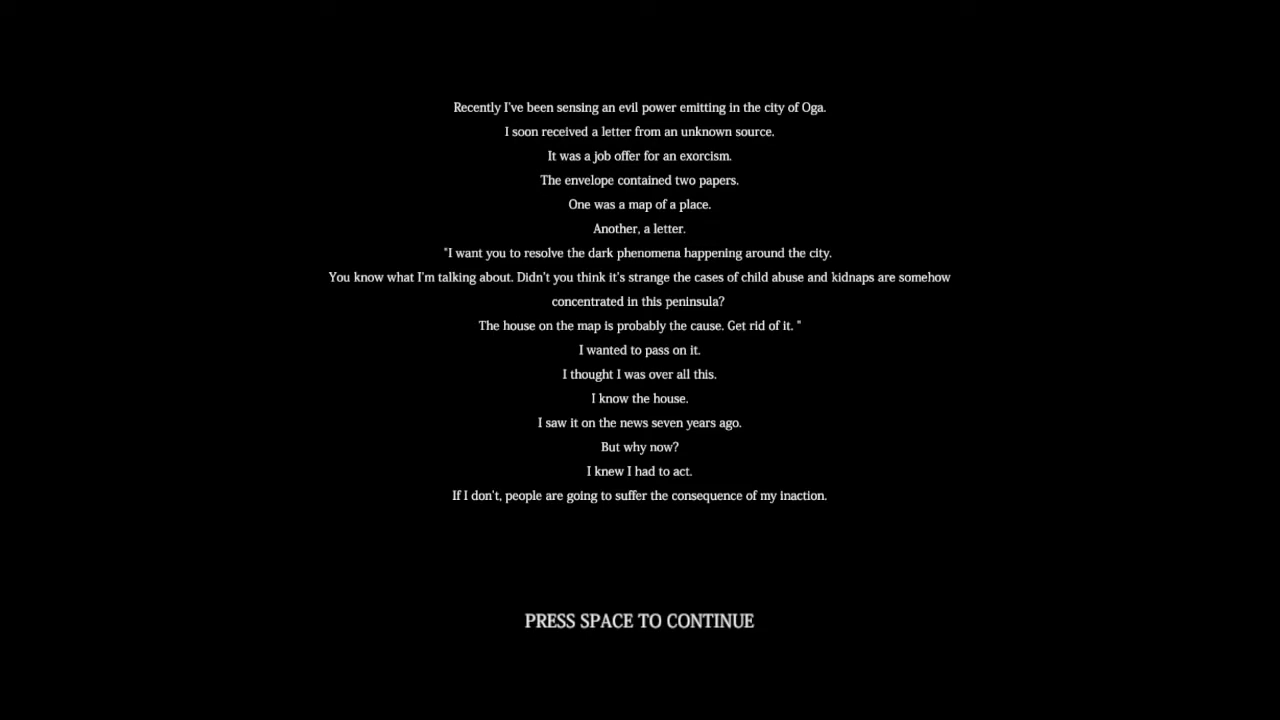 Recently I've been sensing an evil power emitting in the city of Oga.
I soon received a letter from an unknown source.
It was a job offer for an exorcism.
The envelope contained two papers.
One was a map of a place.
Another, a letter.
"I want you to resolve the dark phenomena happening around the city.
You know what I'm talking about. Didn't you think it's strange the cases of child abuse and kidnaps are somehow
concentrated in this peninsula?
The house on the map is probably the cause. Get rid of it. "
I wanted to pass on it.
I thought I was over all this.
I know the house.
I saw it on the news seven years ago.
But why now?
I knew I had to act.
If I don't, people are going to suffer the consequence of my inaction.
PRESS SPACE TO CONTINUE